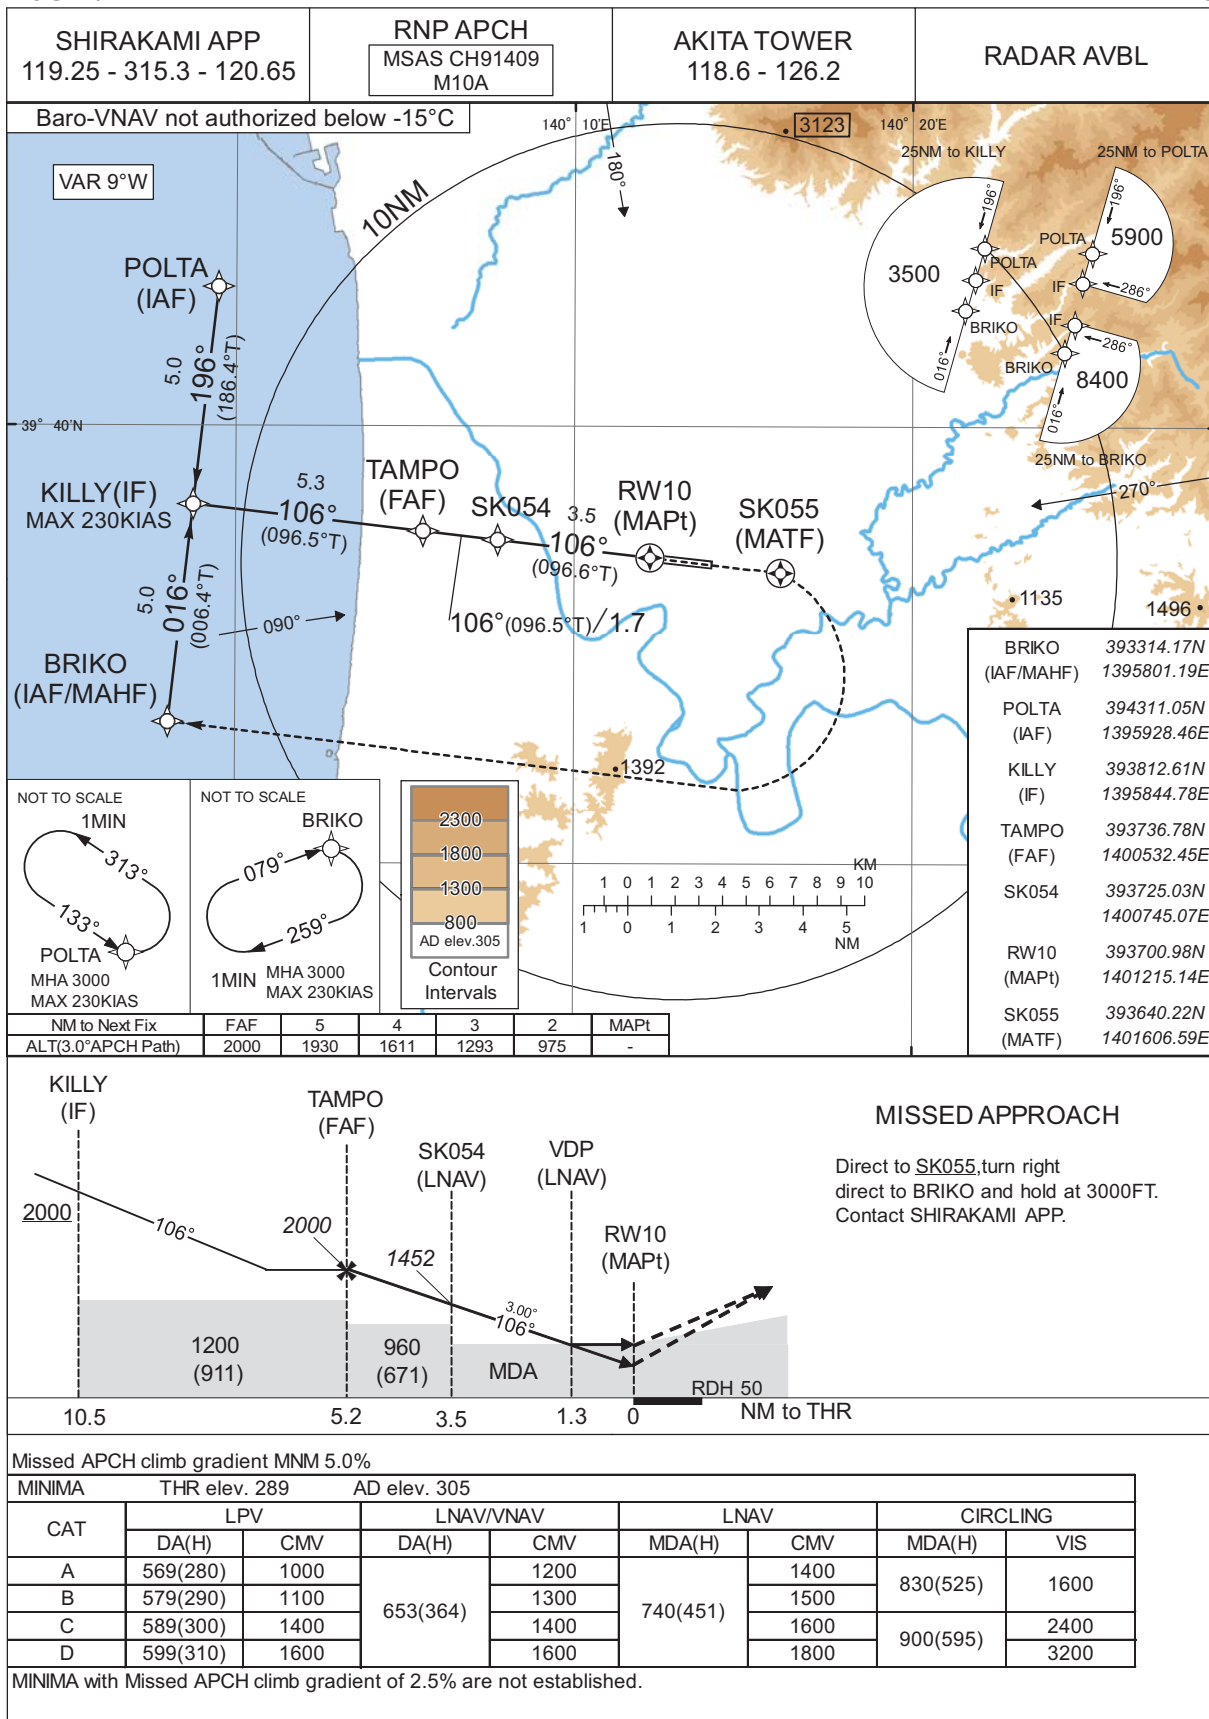 SHIRAKAMI APP
119.25 - 315.3 - 120.65
RNP APCH
MSAS CH91409
M10A
AKITA TOWER
118.6 - 126.2
RADAR AVBL
Baro-VNAV not authorized below -15°C
VAR 9°W
140° 10'E
140° 20'E
39° 40'N
10NM
180°
3123
25NM to KILLY
196°
3500
POLTA
IF
BRIKO
016°
25NM to POLTA
196°
5900
POLTA
IF
286°
IF
286°
BRIKO
8400
016°
25NM to BRIKO
270°
POLTA
(IAF)
5.0
196°
(186.4°T)
KILLY(IF)
MAX 230KIAS
5.3
106°
(096.5°T)
TAMPO
(FAF)
SK054
3.5
106°
(096.6°T)
RW10
(MAPt)
SK055
(MATF)
106°(096.5°T)/1.7
5.0
016°
(006.4°T)
090°
BRIKO
(IAF/MAHF)
1135
1496
1392
BRIKO 393314.17N
(IAF/MAHF) 1395801.19E
POLTA 394311.05N
(IAF) 1395928.46E
KILLY 393812.61N
(IF) 1395844.78E
TAMPO 393736.78N
(FAF) 1400532.45E
SK054 393725.03N
1400745.07E
RW10 393700.98N
(MAPt) 1401215.14E
SK055 393640.22N
(MATF) 1401606.59E
NOT TO SCALE
1MIN
313°
133°
POLTA
MHA 3000
MAX 230KIAS
NOT TO SCALE
BRIKO
079°
259°
1MIN
MHA 3000
MAX 230KIAS
2300
1800
1300
800
AD elev.305
Contour
Intervals
KM
1 0 1 2 3 4 5 6 7 8 9 10
1 0 1 2 3 4 5
NM
NM to Next Fix FAF 5 4 3 2 MAPt
ALT(3.0°APCH Path) 2000 1930 1611 1293 975 -
KILLY
(IF)
TAMPO
(FAF)
SK054
(LNAV)
VDP
(LNAV)
RW10
(MAPt)
2000
106°
2000
1452
3.00°
106°
1200
(911)
960
(671)
MDA
RDH 50
10.5 5.2 3.5 1.3 0 NM to THR
MISSED APPROACH
Direct to SK055,turn right
direct to BRIKO and hold at 3000FT.
Contact SHIRAKAMI APP.
Missed APCH climb gradient MNM 5.0%
MINIMA THR elev. 289 AD elev. 305
CAT LPV LNAV/VNAV LNAV CIRCLING
DA(H) CMV DA(H) CMV MDA(H) CMV MDA(H) VIS
A 569(280) 1000 653(364) 1200 740(451) 1400 830(525) 1600
B 579(290) 1100 1300 1500
C 589(300) 1400 1400 1600 900(595) 2400
D 599(310) 1600 1600 1800 3200
MINIMA with Missed APCH climb gradient of 2.5% are not established.